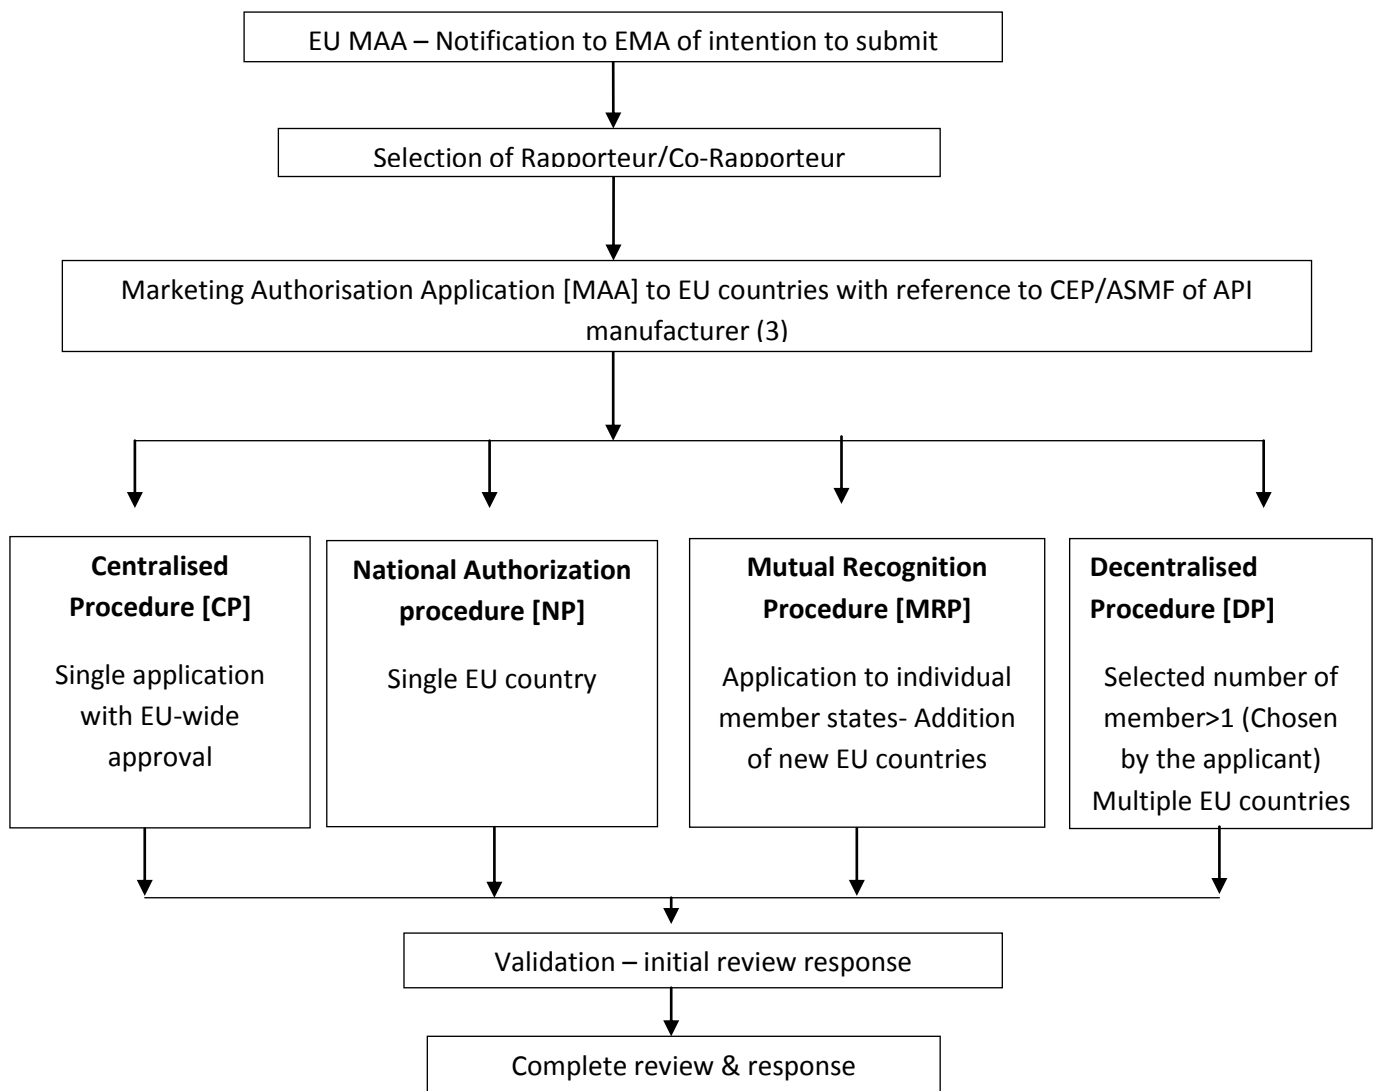 EU MAA – Notification to EMA of intention to submit
Selection of Rapporteur/Co-Rapporteur
Marketing Authorisation Application [MAA] to EU countries with reference to CEP/ASMF of API
manufacturer (3)
Centralised
Procedure [CP]
Single application
with EU-wide
approval
National Authorization
procedure [NP]
Single EU country
Mutual Recognition
Procedure [MRP]
Application to individual
member states- Addition
of new EU countries
Decentralised
Procedure [DP]
Selected number of
member>1 (Chosen
by the applicant)
Multiple EU countries
Validation – initial review response
Complete review & response